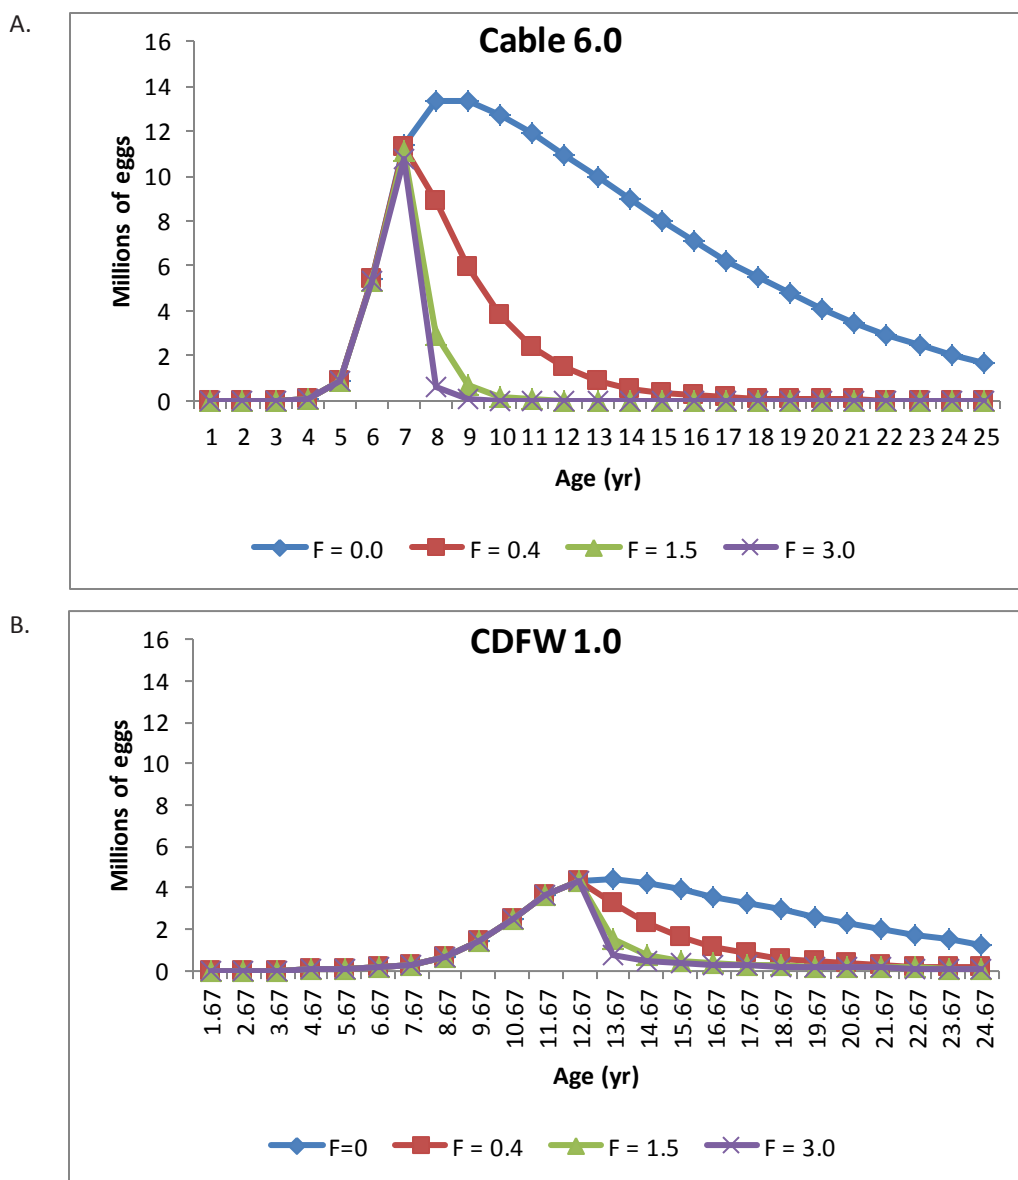 A.
Cable 6.0
16
14
12
10
8
6
4
2
0
Millions of eggs
1 2 3 4 5 6 7 8 9 10 11 12 13 14 15 16 17 18 19 20 21 22 23 24 25
Age (yr)
F = 0.0 F = 0.4 F = 1.5 F = 3.0
B.
CDFW 1.0
16
14
12
10
8
6
4
2
0
Millions of eggs
1.67 2.67 3.67 4.67 5.67 6.67 7.67 8.67 9.67 10.67 11.67 12.67 13.67 14.67 15.67 16.67 17.67 18.67 19.67 20.67 21.67 22.67 23.67 24.67
Age (yr)
F=0 F = 0.4 F = 1.5 F = 3.0